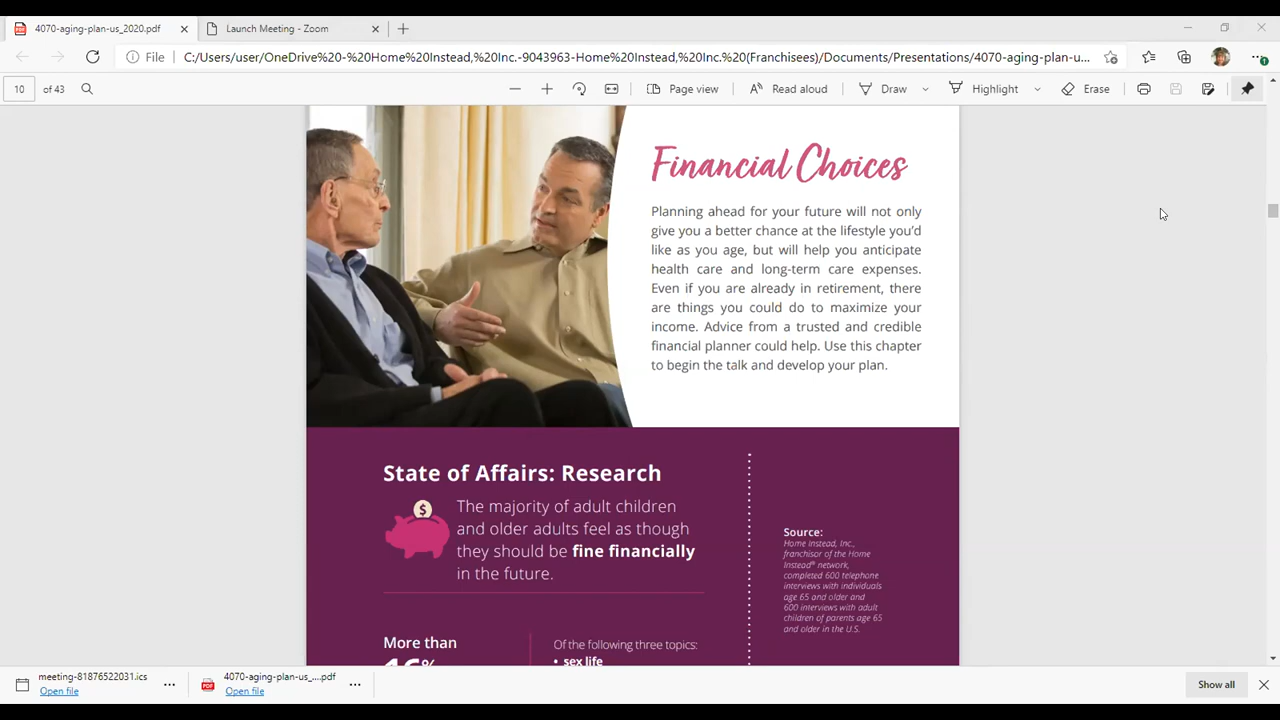 4070-aging-plan-us_2020.pdf
Launch Meeting - Zoom
File
C:/Users/user/OneDrive%20-%20Home%20Instead,%20Inc.-9043963-Home%20Instead,%20Inc.%20(Franchisees)/Documents/Presentations/4070-aging-plan-u...
10 of 43
Page view
Read aloud
Draw
Highlight
Erase
Financial Choices
Planning ahead for your future will not only
give you a better chance at the lifestyle you'd
like as you age, but will help you anticipate
health care and long-term care expenses.
Even if you are already in retirement, there
are things you could do to maximize your
income. Advice from a trusted and credible
financial planner could help. Use this chapter
to begin the talk and develop your plan.
State of Affairs: Research
$
The majority of adult children
and older adults feel as though
they should be fine financially
in the future.
Source:
Home Instead, Inc.,
franchisor of the Home
Instead® network,
completed 600 telephone
interviews with individuals
age 65 and older and
600 interviews with adult
children of parents age 65
and older in the U.S.
More than
Of the following three topics:
• sex life
meeting-81876522031.ics
Open file
4070-aging-plan-us_....pdf
Open file
Show all